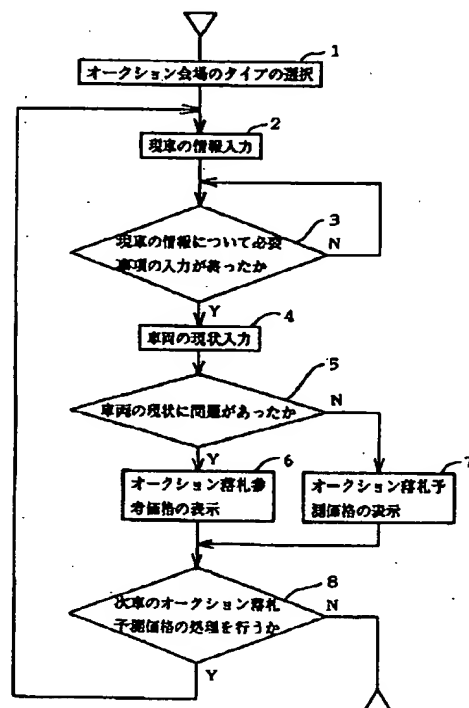 1
オークション会場のタイプの選択
2
現車の情報入力
3
現車の情報について必要
事項の入力が終ったか
N
Y
4
車両の現状入力
5
車両の現状に問題があったか
N
Y
6
オークション落札参
考価格の表示
7
オークション落札予
測価格の表示
8
次車のオークション落札
予測価格の処理を行うか
N
Y